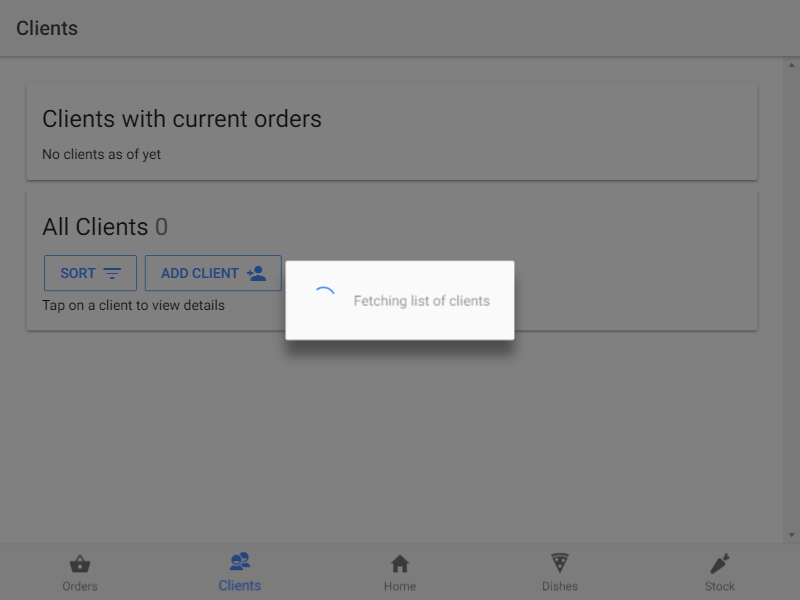 Clients
Clients with current orders
No clients as of yet
All Clients 0
SORT
ADD CLIENT
Tap on a client to view details
Fetching list of clients
Orders
Clients
Home
Dishes
Stock